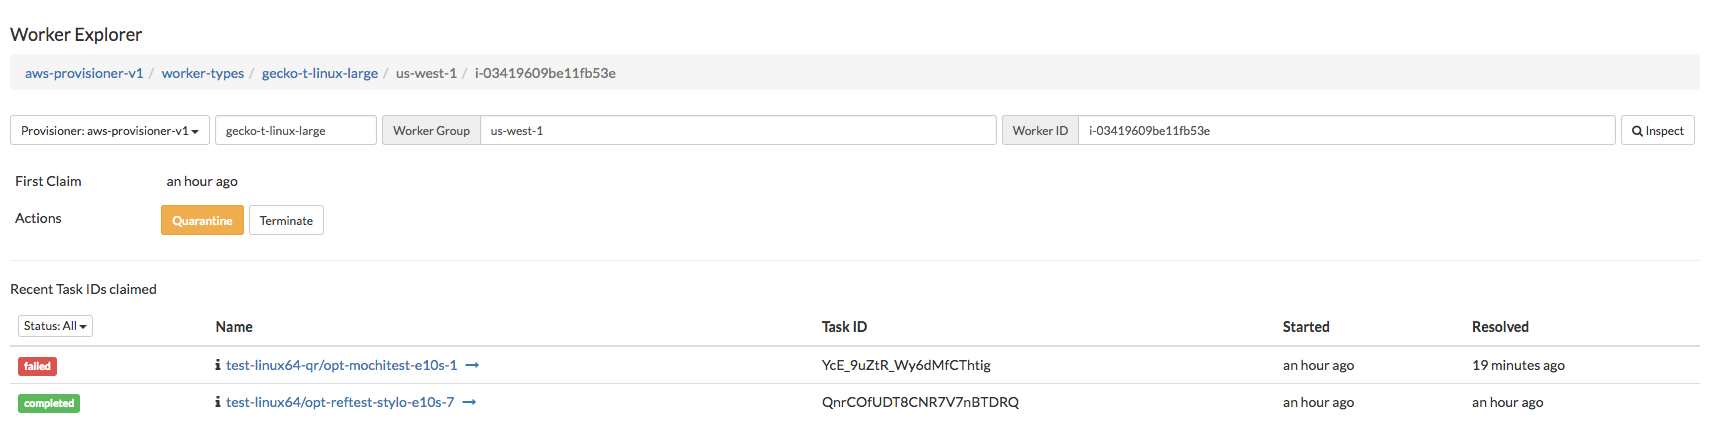 Worker Explorer
aws-provisioner-v1 / worker-types / gecko-t-linux-large / us-west-1 / i-03419609be11fb53e
Provisioner: aws-provisioner-v1 gecko-t-linux-large Worker Group us-west-1 Worker ID i-03419609be11fb53e Inspect
First Claim an hour ago
Actions Quarantine Terminate
Recent Task IDs claimed
Status: All Name Task ID Started Resolved
failed test-linux64-qr/opt-mochitest-e10s-1 YcE_9uZtR_Wy6dMfCThtig an hour ago 19 minutes ago
completed test-linux64/opt-reftest-stylo-e10s-7 QnrCOfUDT8CNR7V7nBTDRQ an hour ago an hour ago